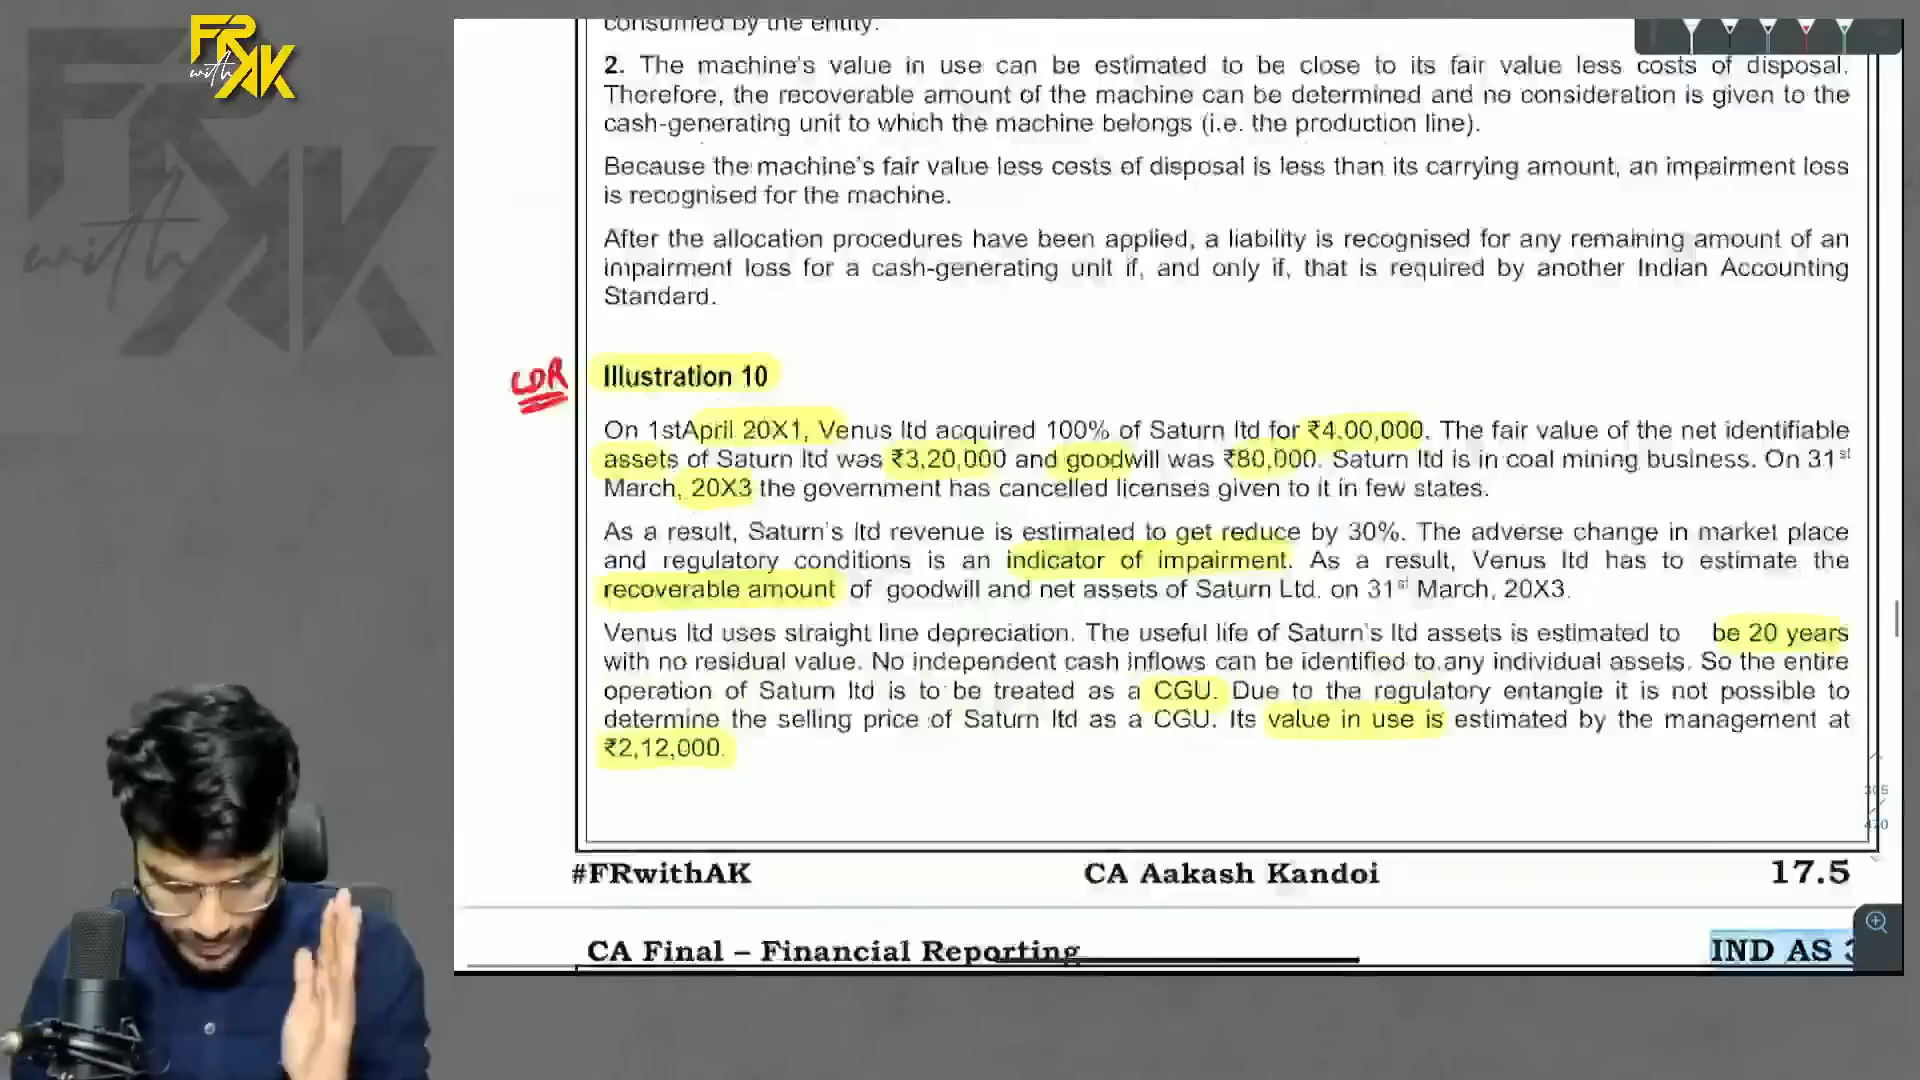 FR
with AK
FR
with AK
consumed by the entity.
2. The machine's value in use can be estimated to be close to its fair value less costs of disposal.
Therefore, the recoverable amount of the machine can be determined and no consideration is given to the
cash-generating unit to which the machine belongs (i.e. the production line).
Because the machine's fair value less costs of disposal is less than its carrying amount, an impairment loss
is recognised for the machine.
After the allocation procedures have been applied, a liability is recognised for any remaining amount of an
impairment loss for a cash-generating unit if, and only if, that is required by another Indian Accounting
Standard.
LDR
Illustration 10
On 1stApril 20X1, Venus ltd acquired 100% of Saturn ltd for ₹4,00,000. The fair value of the net identifiable
assets of Saturn ltd was ₹3,20,000 and goodwill was ₹80,000. Saturn ltd is in coal mining business. On 31st
March, 20X3 the government has cancelled licenses given to it in few states.
As a result, Saturn's ltd revenue is estimated to get reduce by 30%. The adverse change in market place
and regulatory conditions is an indicator of impairment. As a result, Venus ltd has to estimate the
recoverable amount of goodwill and net assets of Saturn Ltd. on 31st March, 20X3.
Venus ltd uses straight line depreciation. The useful life of Saturn's ltd assets is estimated to be 20 years
with no residual value. No independent cash inflows can be identified to any individual assets. So the entire
operation of Saturn ltd is to be treated as a CGU. Due to the regulatory entangle it is not possible to
determine the selling price of Saturn ltd as a CGU. Its value in use is estimated by the management at
₹2,12,000.
305
/
470
#FRwithAK CA Aakash Kandoi 17.5
CA Final – Financial Reporting IND AS